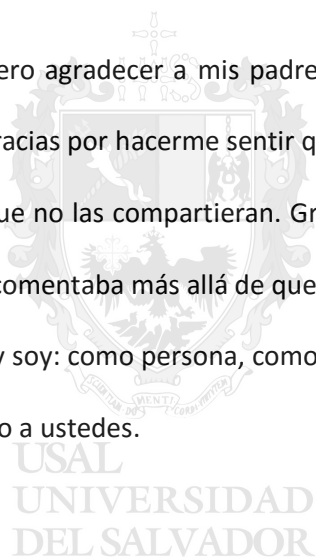 ero agradecer a mis padre
racias por hacerme sentir q
ue no las compartieran. Gr
comentaba más allá de que
y soy: como persona, como
o a ustedes.
USAL
UNIVERSIDAD
DEL SALVADOR